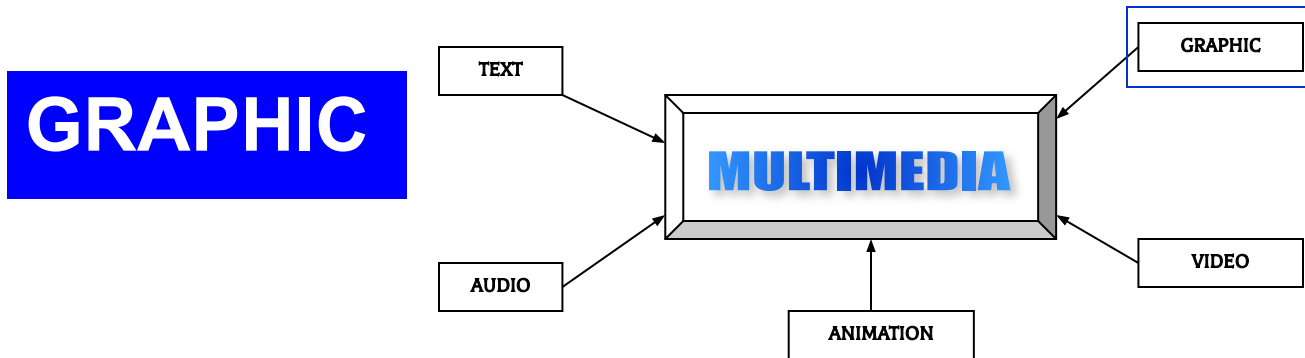 GRAPHIC
TEXT
GRAPHIC
MULTIMEDIA
AUDIO
VIDEO
ANIMATION